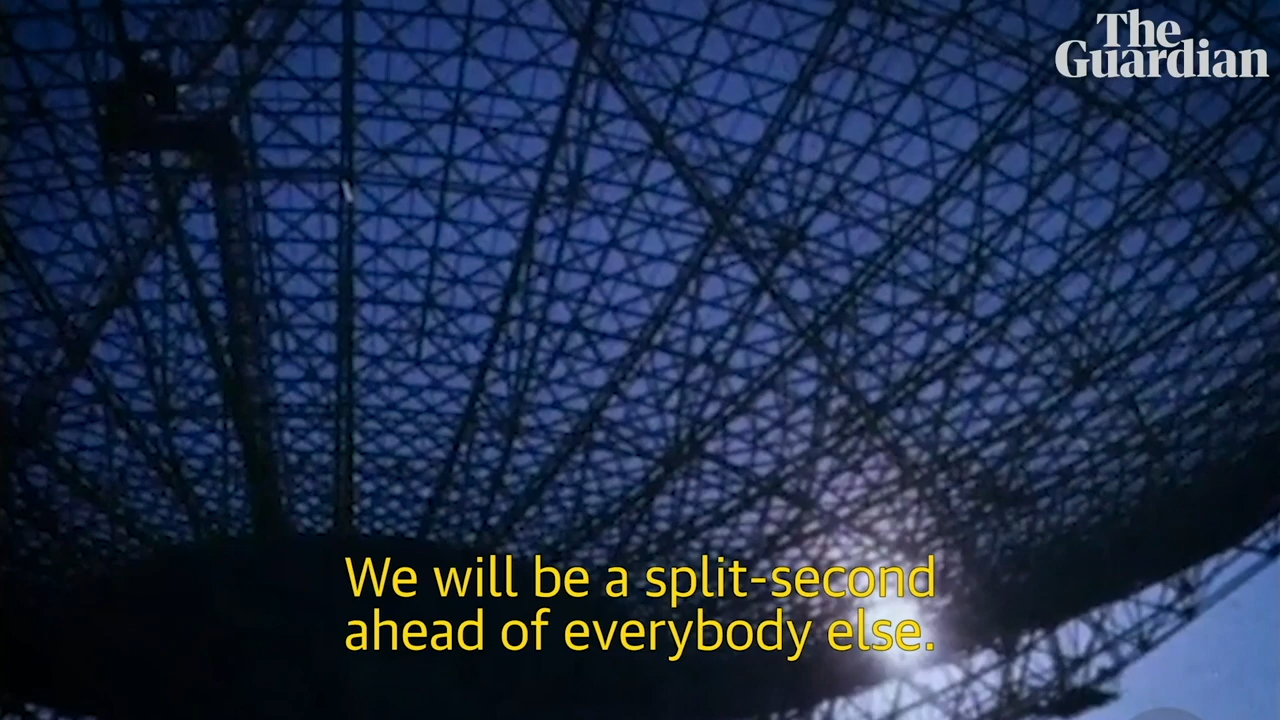 The
Guardian
We will be a split-second
ahead of everybody else.